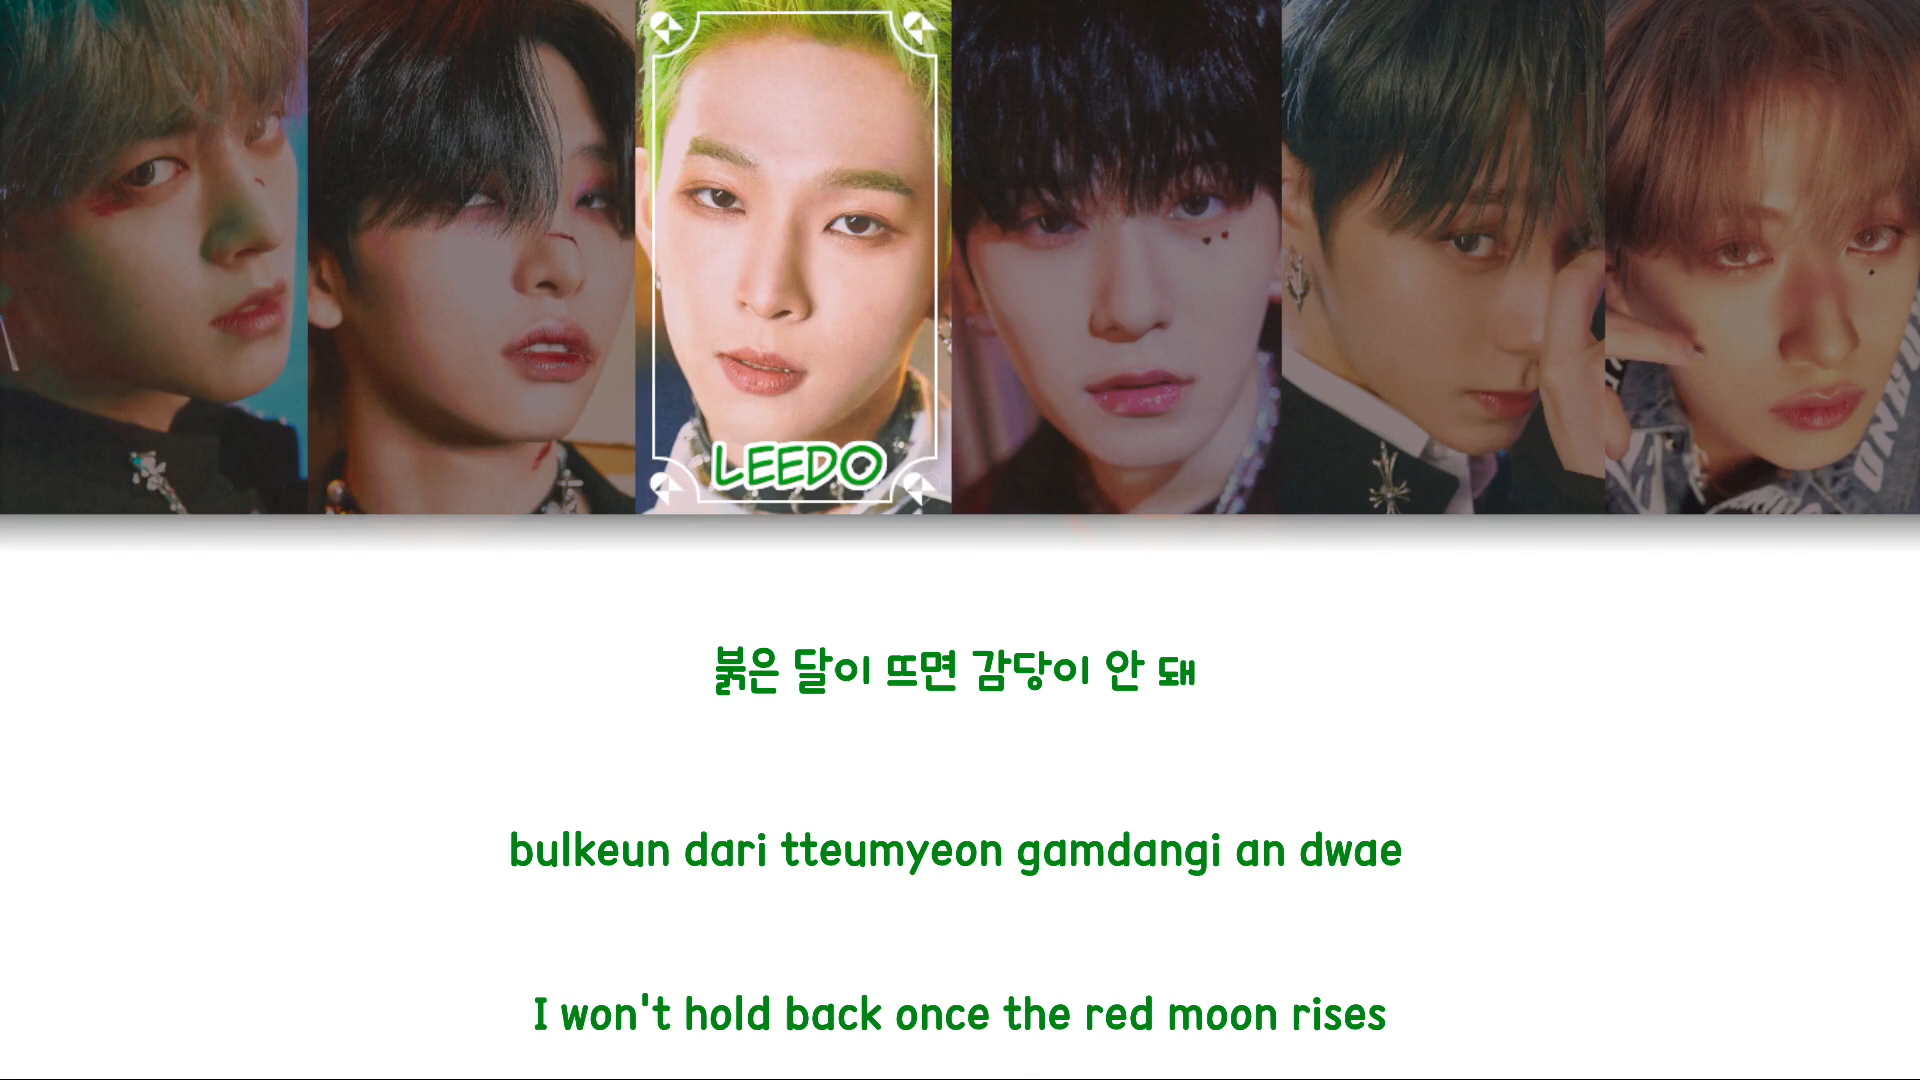 LEEDO
붉은 달이 뜨면 감당이 안 돼
bulkeun dari tteumyeon gamdangi an dwae
I won't hold back once the red moon rises